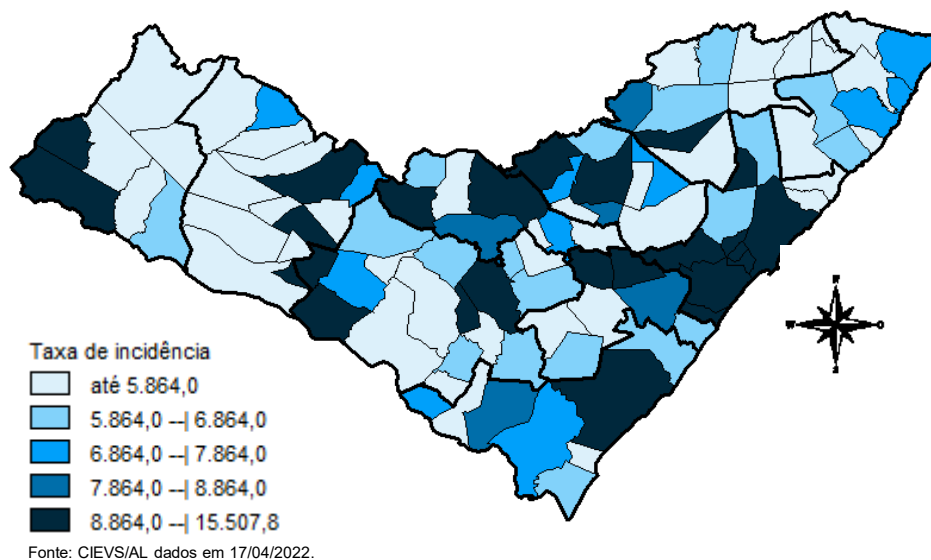 Taxa de incidência
até 5.864,0
5.864,0 --| 6.864,0
6.864,0 --| 7.864,0
7.864,0 --| 8.864,0
8.864,0 --| 15.507,8
Fonte: CIEVS/AL dados em 17/04/2022.